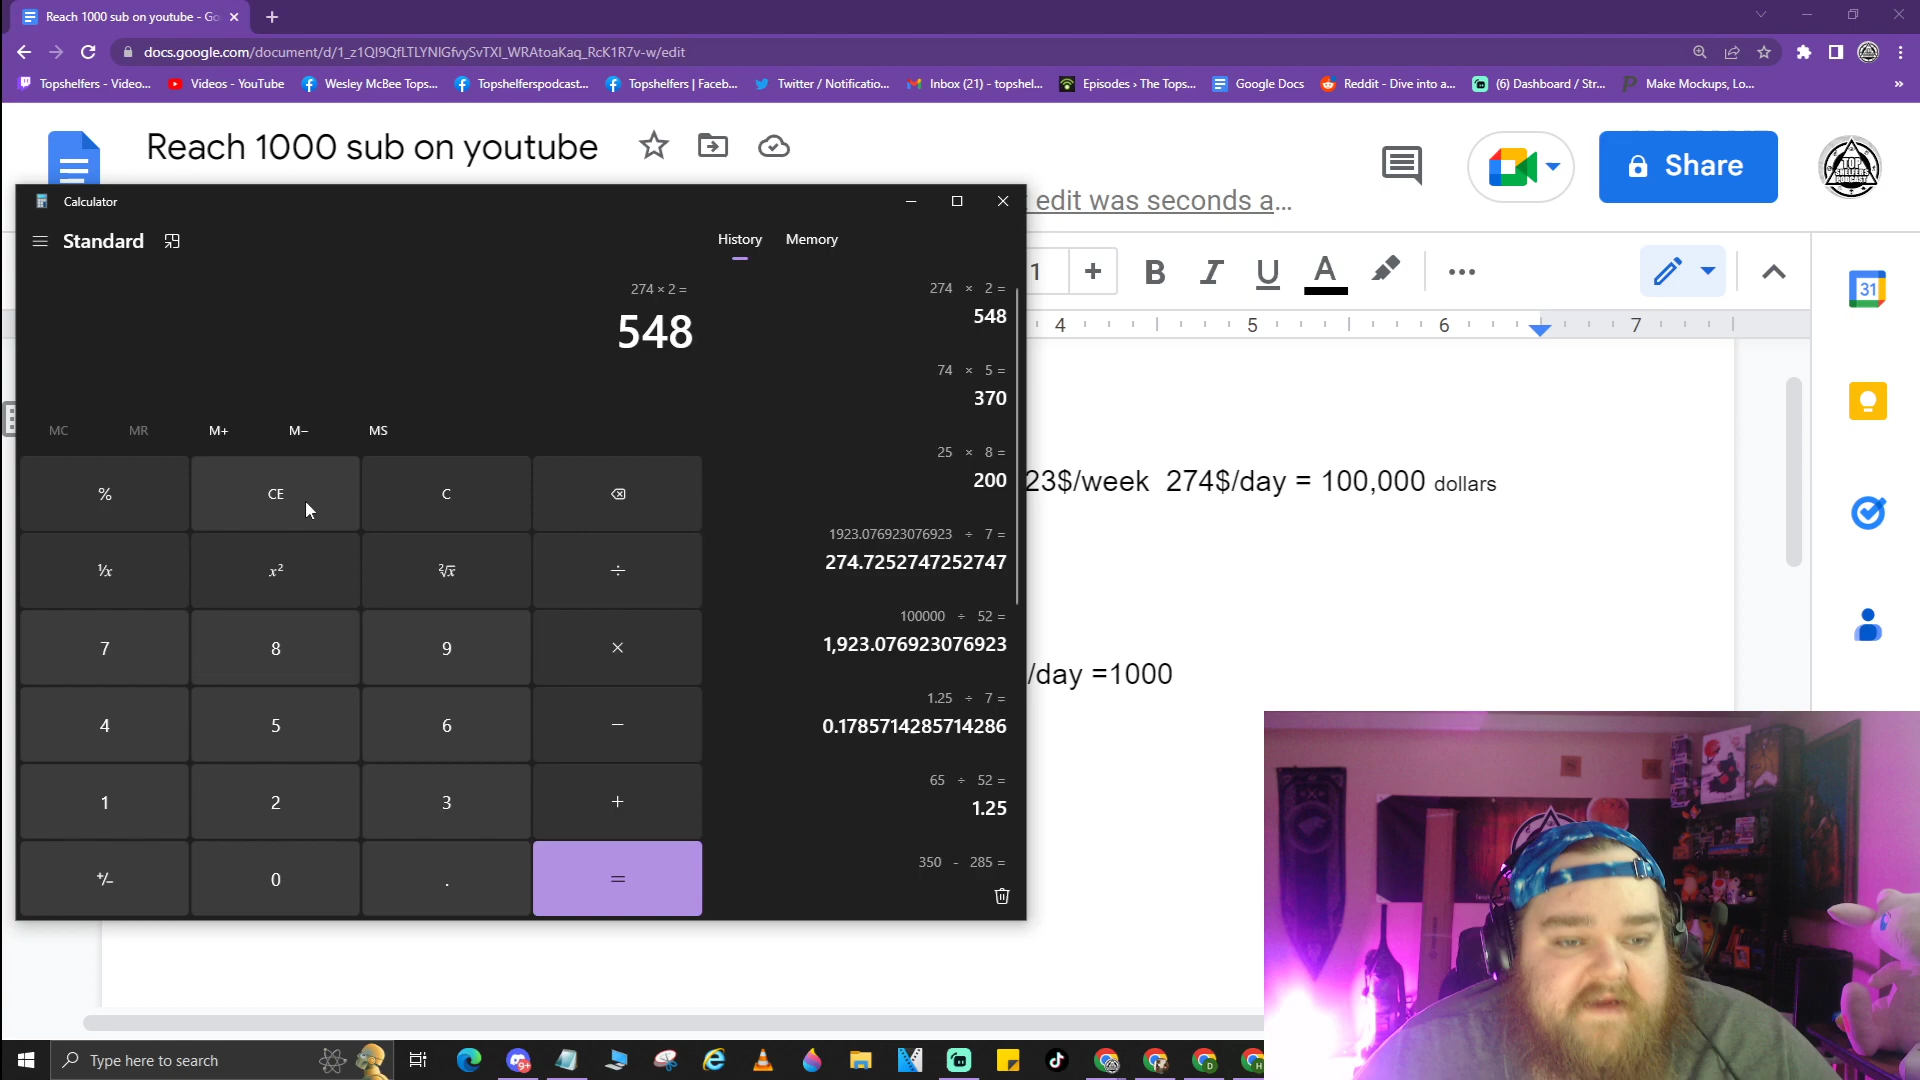 Reach 1000 sub on youtube - Go
docs.google.com/document/d/1_z1QI9QfLTLYNlGfvySvTXI_WRAtoaKaq_RcK1R7v-w/edit
Topshelfers - Video... Videos - YouTube Wesley McBee Tops... Topshelferspodcast... Topshelfers | Faceb... Twitter / Notificatio... Inbox (21) - topshel... Episodes › The Tops... Google Docs Reddit - Dive into a... (6) Dashboard / Str... Make Mockups, Lo... »
Reach 1000 sub on youtube
Share
TOP SHELFERS PODCAST
edit was seconds a...
Calculator
Standard
History Memory
274 × 2 =
548
MC MR M+ M− MS
% CE C
⅟x x² ²√x ÷
7 8 9 ×
4 5 6 −
1 2 3 +
+/− 0 . =
274 × 2 =
548
74 × 5 =
370
25 × 8 =
200
1923.076923076923 ÷ 7 =
274.7252747252747
100000 ÷ 52 =
1,923.076923076923
1.25 ÷ 7 =
0.1785714285714286
65 ÷ 52 =
1.25
350 - 285 =
1 + B I U A
31
4 5 6 7
23$/week 274$/day = 100,000 dollars
/day =1000
Type here to search